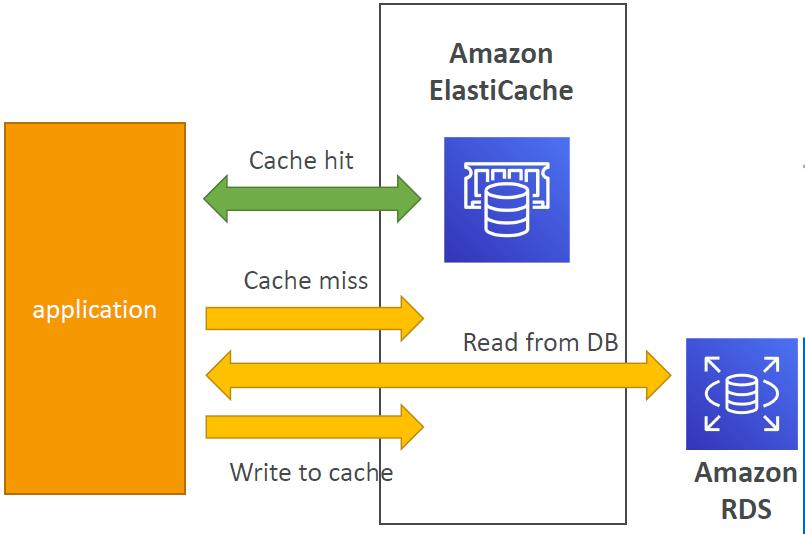 Amazon
ElastiCache
Cache hit
Cache miss
application
Read from DB
Write to cache
Amazon
RDS